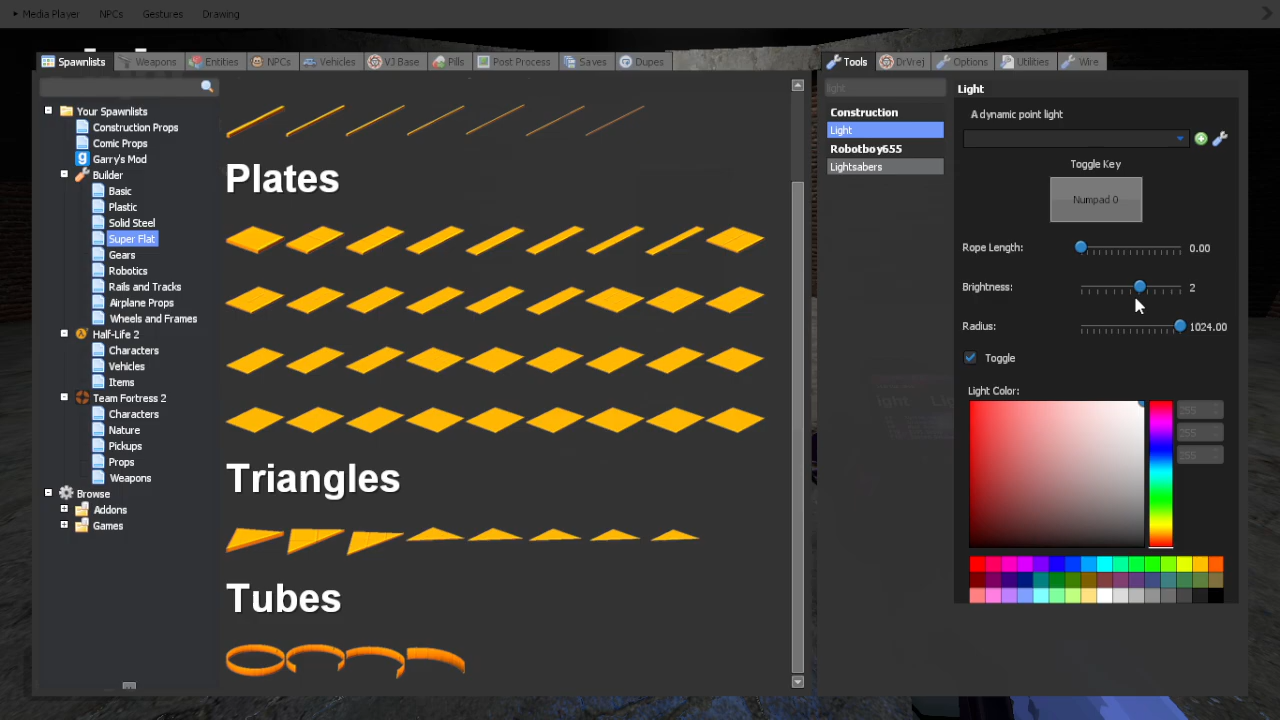 Media Player NPCs Gestures Drawing
Spawnlists Weapons Entities NPCs Vehicles VJ Base Pills Post Process Saves Dupes
Your Spawnlists
Construction Props
Comic Props
Garry's Mod
Builder
Basic
Plastic
Solid Steel
Super Flat
Gears
Robotics
Rails and Tracks
Airplane Props
Wheels and Frames
Half-Life 2
Characters
Vehicles
Items
Team Fortress 2
Characters
Nature
Pickups
Props
Weapons
Browse
Addons
Games
Plates
Triangles
Tubes
Tools DrVrej Options Utilities Wire
light
Construction
Light
Robotboy655
Lightsabers
Light
A dynamic point light
Toggle Key
Numpad 0
Rope Length: 0.00
Brightness: 2
Radius: 1024.00
Toggle
Light Color:
255
255
255